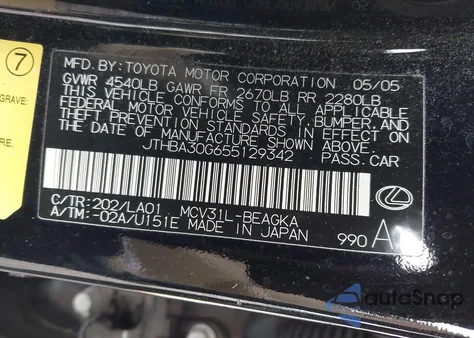 7
GRAVE:
MFD.BY:TOYOTA MOTOR CORPORATION 05/05
GVWR 4540LB GAWR FR 2670LB RR 2280LB
THIS VEHICLE CONFORMS TO ALL APPLICABLE
FEDERAL MOTOR VEHICLE SAFETY, BUMPER, AND
THEFT PREVENTION STANDARDS IN EFFECT ON
THE DATE OF MANUFACTURE SHOWN ABOVE.
JTHBA30G655129342 PASS.CAR
C/TR:202/LA01 MCV31L-BEAGKA
A/TM:-02A/U151E MADE IN JAPAN 990 A
autoSnap